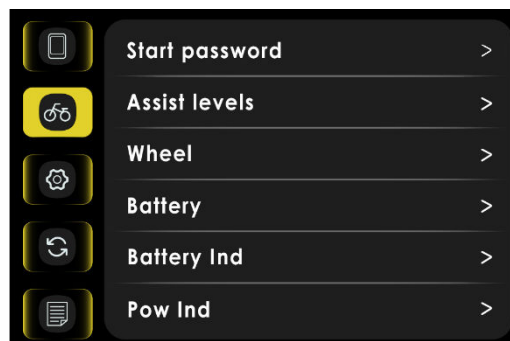 Start password >
Assist levels >
Wheel >
Battery >
Battery Ind >
Pow Ind >